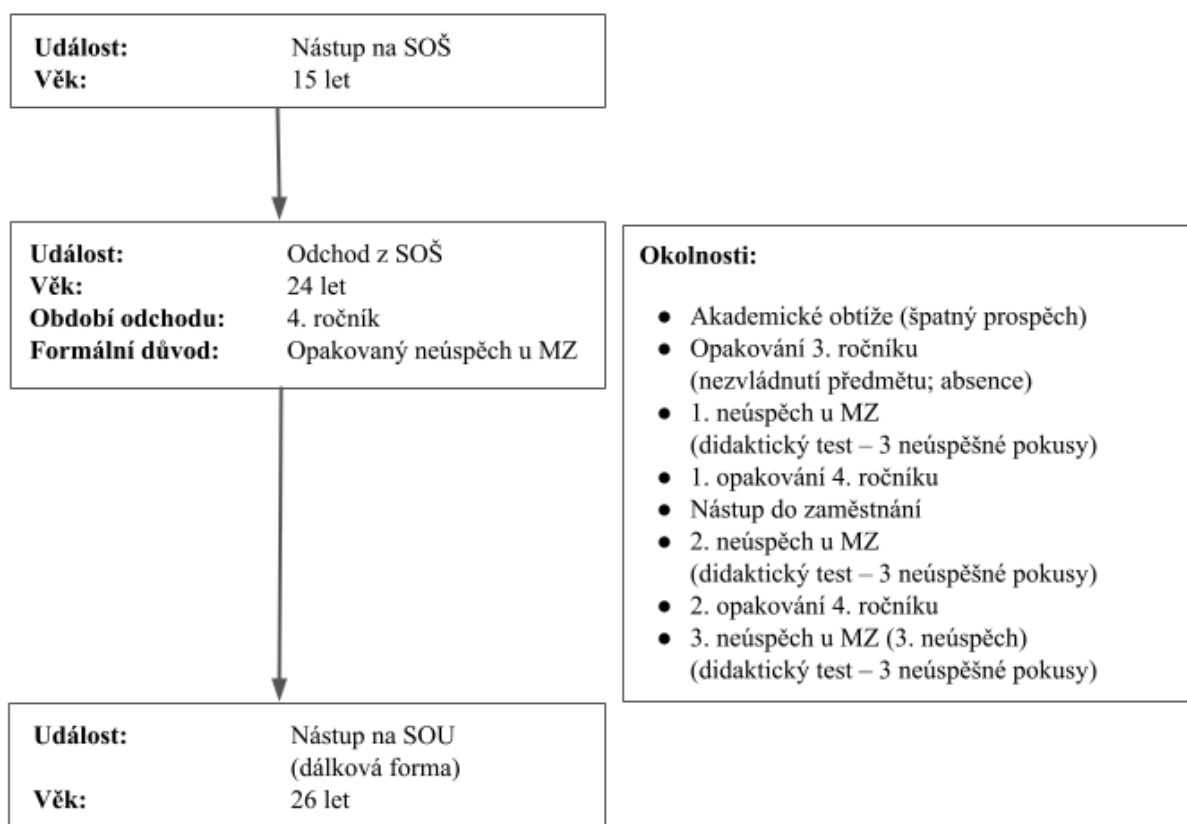 Událost: Nástup na SOŠ
Věk: 15 let
Událost: Odchod z SOŠ
Věk: 24 let
Období odchodu: 4. ročník
Formální důvod: Opakovaný neúspěch u MZ
Okolnosti:
● Akademické obtíže (špatný prospěch)
● Opakování 3. ročníku
(nezvládnutí předmětu; absence)
● 1. neúspěch u MZ
(didaktický test – 3 neúspěšné pokusy)
● 1. opakování 4. ročníku
● Nástup do zaměstnání
● 2. neúspěch u MZ
(didaktický test – 3 neúspěšné pokusy)
● 2. opakování 4. ročníku
● 3. neúspěch u MZ (3. neúspěch)
(didaktický test – 3 neúspěšné pokusy)
Událost: Nástup na SOU
(dálková forma)
Věk: 26 let